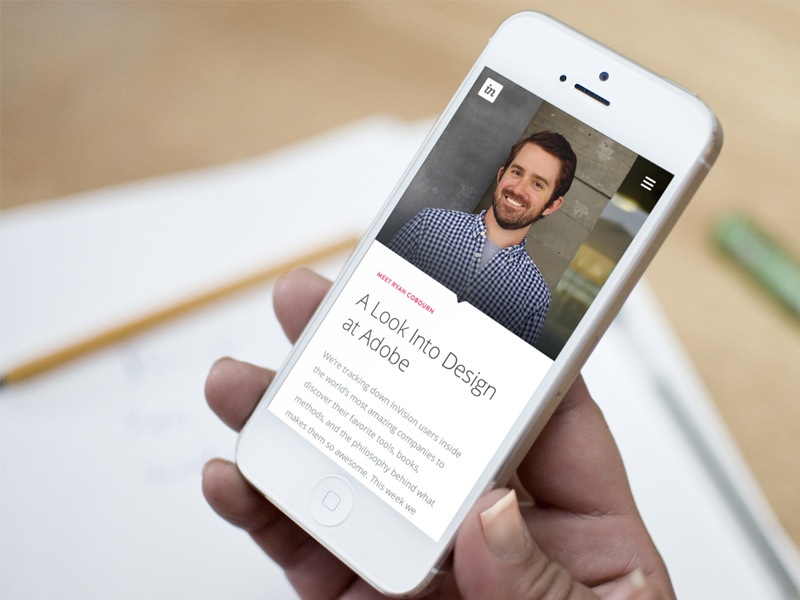 in
MEET RYAN COBOURN
A Look Into Design
at Adobe
We're tracking down InVision users inside
the world's most amazing companies to
discover their favorite tools, books,
methods, and the philosophy behind what
makes them so awesome. This week we